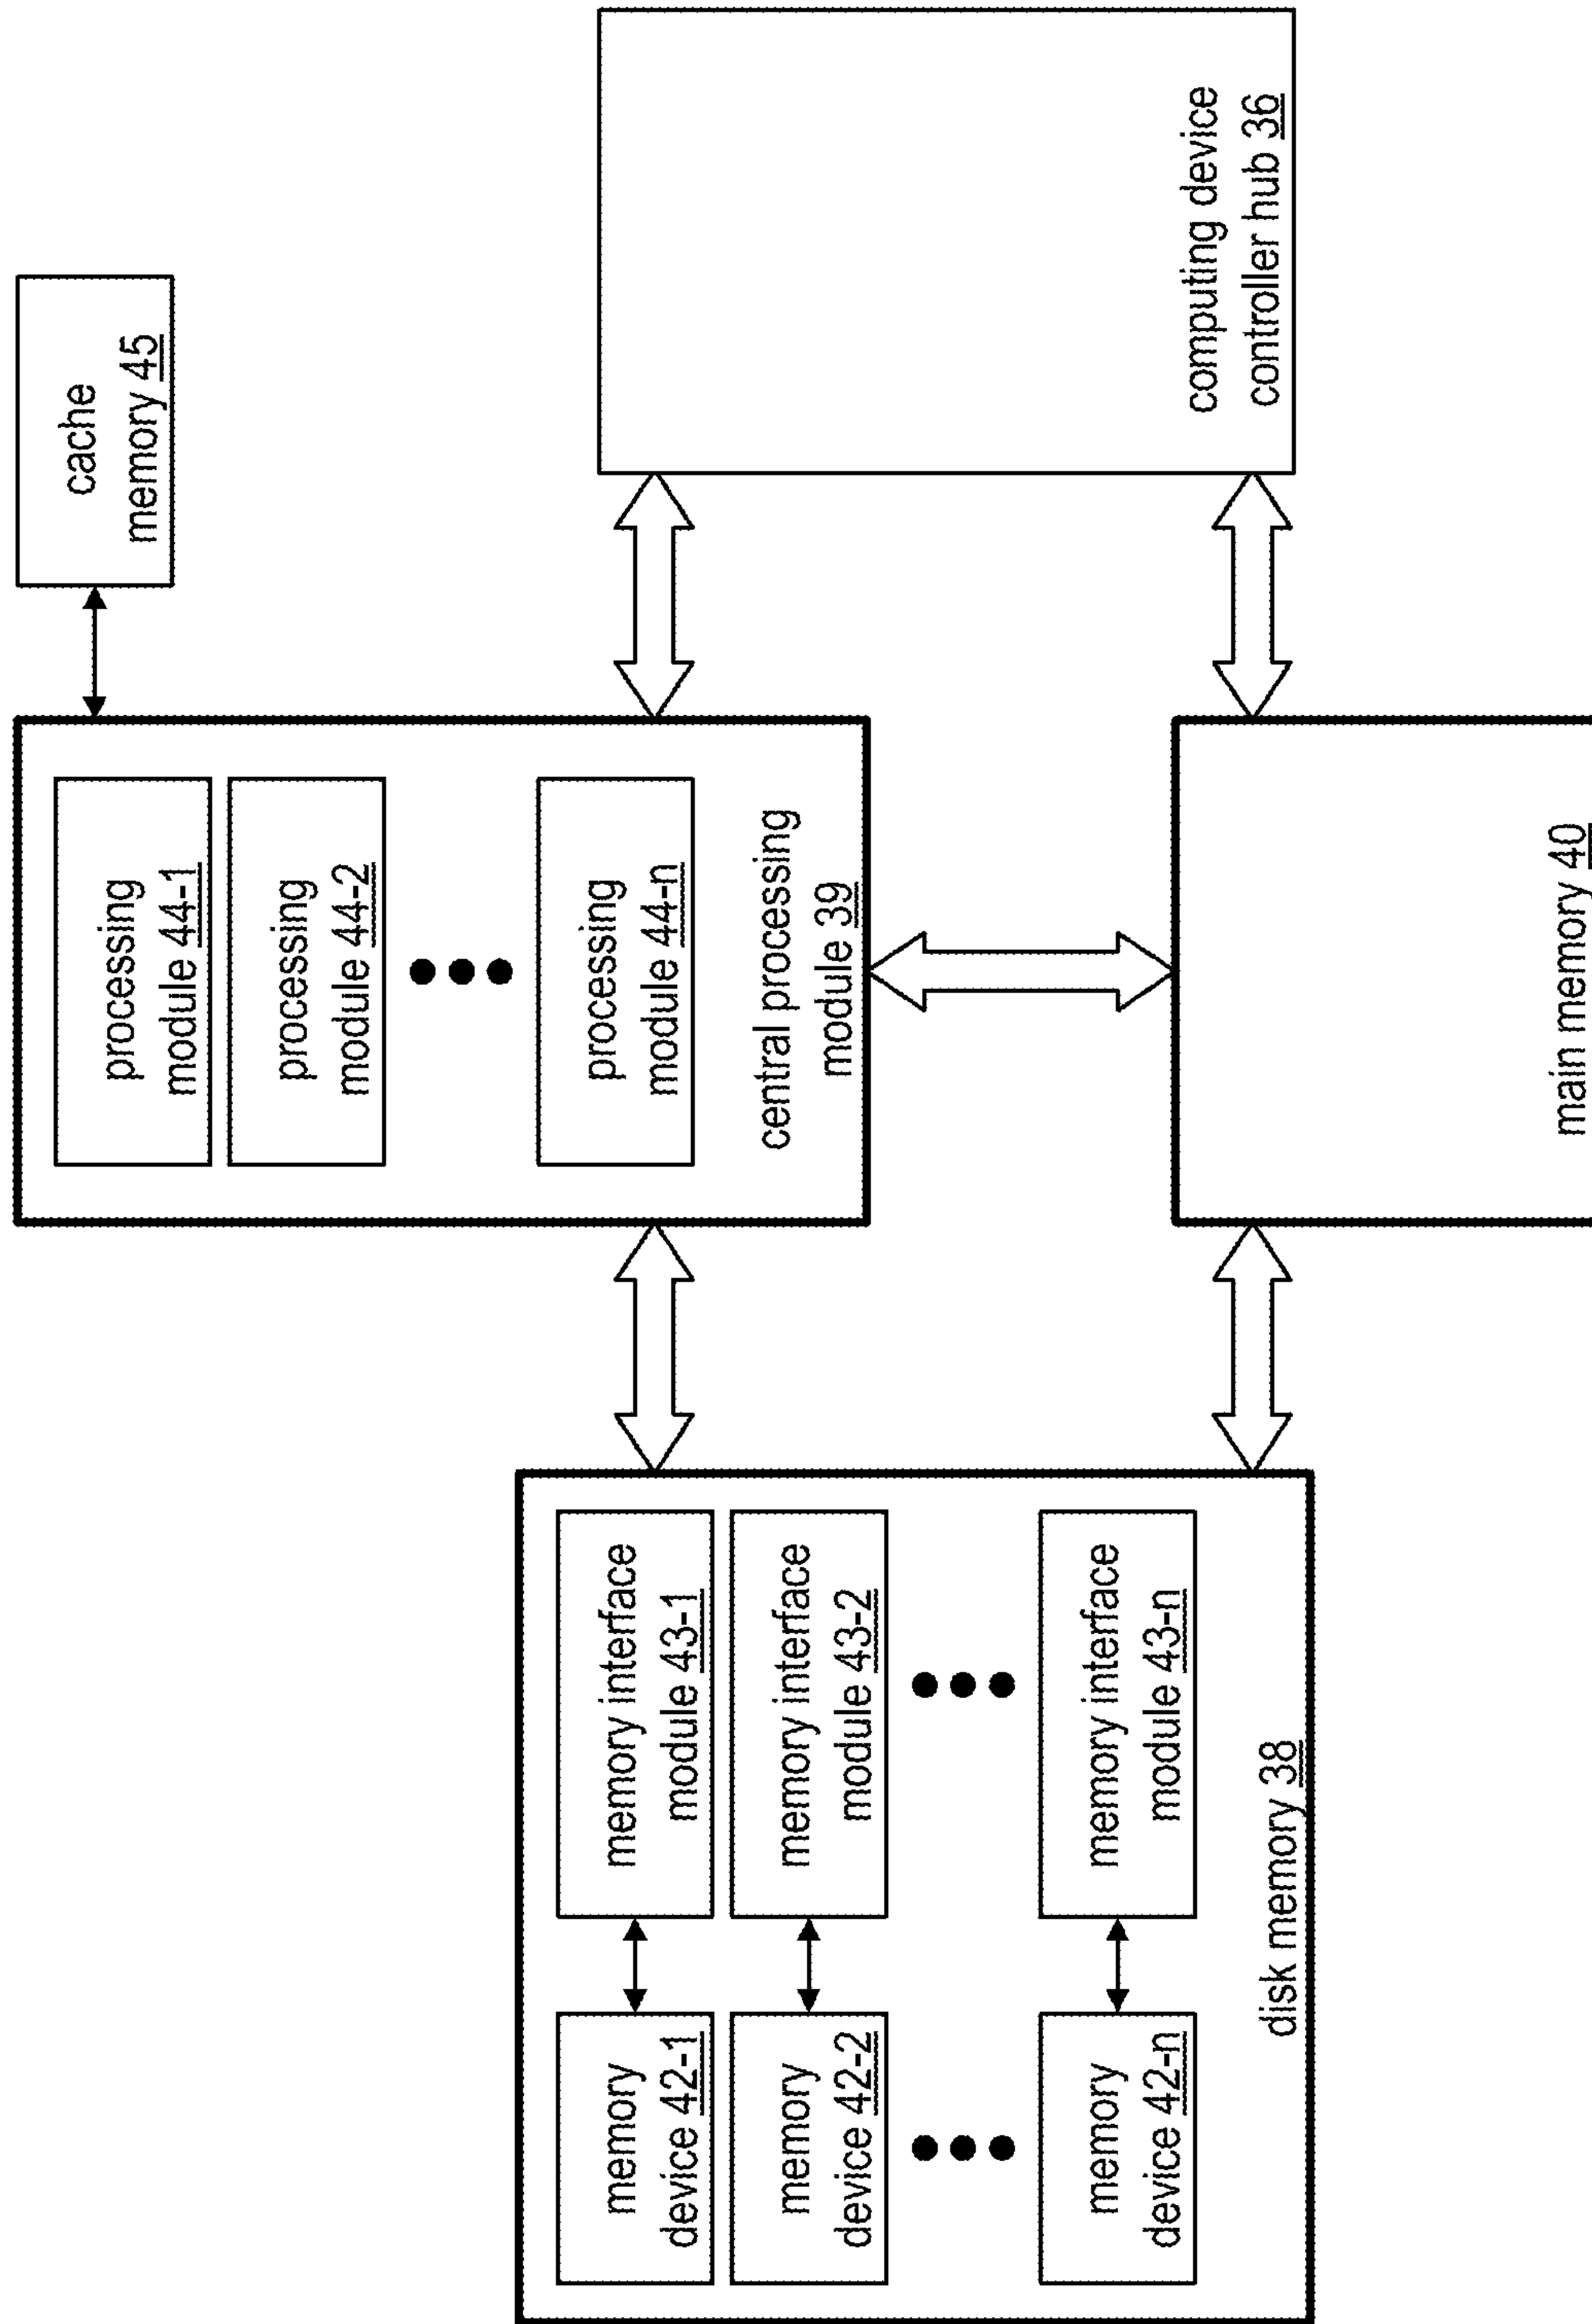 cache
memory 45
processing
module 44-1
processing
module 44-2
processing
module 44-n
central processing
module 39
computing device
controller hub 36
memory
device 42-1
memory interface
module 43-1
memory
device 42-2
memory interface
module 43-2
memory
device 42-n
memory interface
module 43-n
disk memory 38
main memory 40